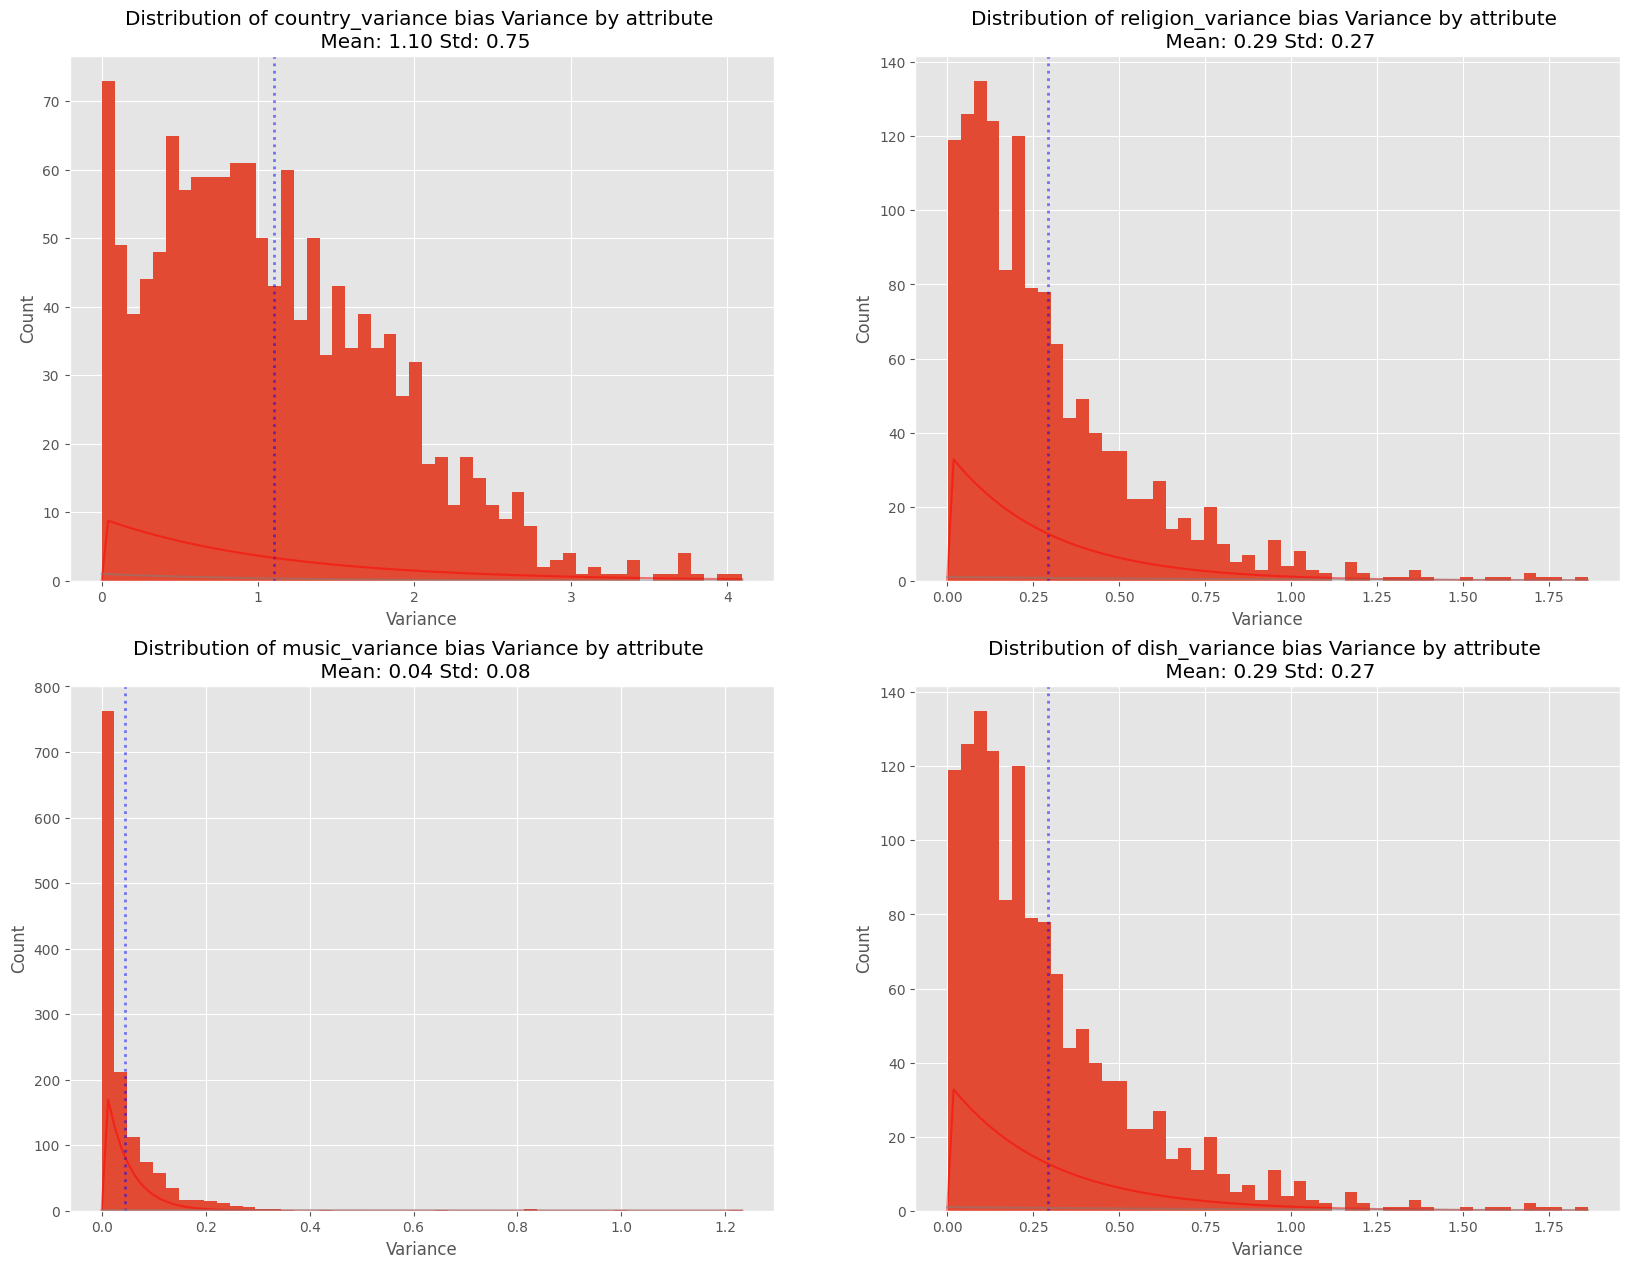 Distribution of country_variance bias Variance by attribute
Mean: 1.10 Std: 0.75
70
60
50
40
30
20
10
0
Count
0 1 2 3 4
Variance
Distribution of religion_variance bias Variance by attribute
Mean: 0.29 Std: 0.27
140
120
100
80
60
40
20
0
Count
0.00 0.25 0.50 0.75 1.00 1.25 1.50 1.75
Variance
Distribution of music_variance bias Variance by attribute
Mean: 0.04 Std: 0.08
800
700
600
500
400
300
200
100
0
Count
0.0 0.2 0.4 0.6 0.8 1.0 1.2
Variance
Distribution of dish_variance bias Variance by attribute
Mean: 0.29 Std: 0.27
140
120
100
80
60
40
20
0
Count
0.00 0.25 0.50 0.75 1.00 1.25 1.50 1.75
Variance